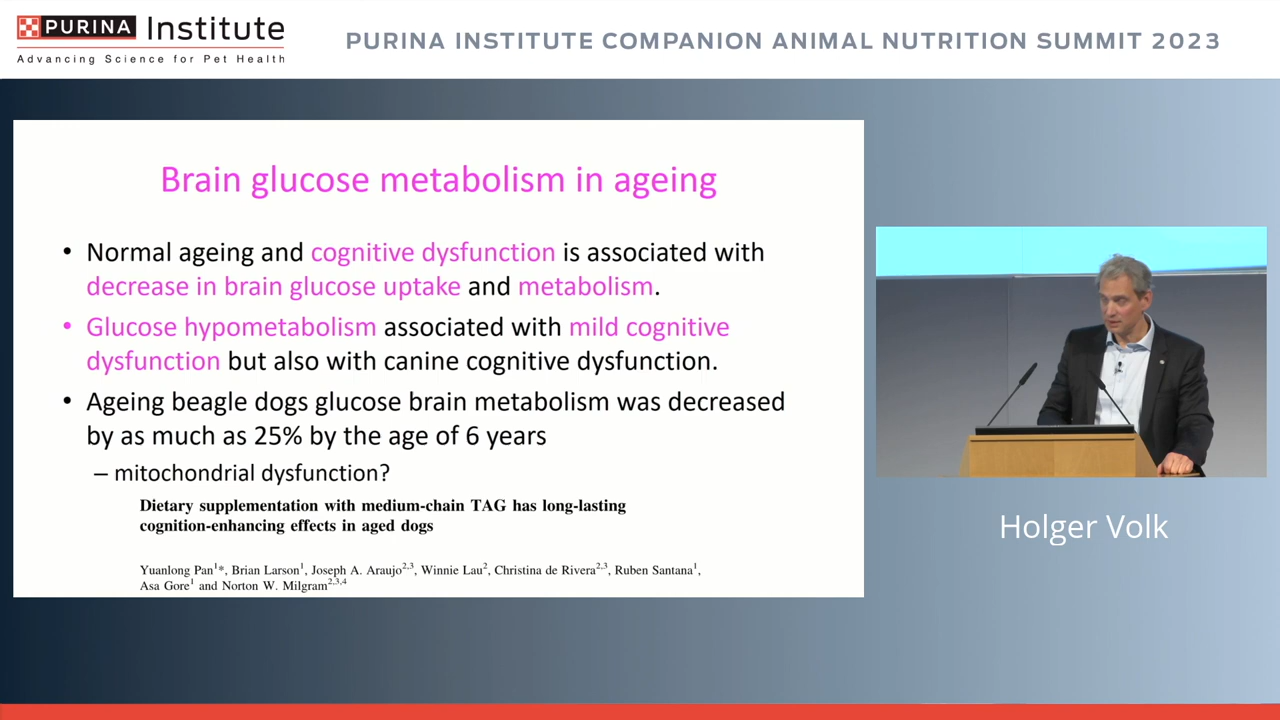 PURINA Institute
Advancing Science for Pet Health
PURINA INSTITUTE COMPANION ANIMAL NUTRITION SUMMIT 2023
Brain glucose metabolism in ageing
• Normal ageing and cognitive dysfunction is associated with
decrease in brain glucose uptake and metabolism.
• Glucose hypometabolism associated with mild cognitive
dysfunction but also with canine cognitive dysfunction.
• Ageing beagle dogs glucose brain metabolism was decreased
by as much as 25% by the age of 6 years
– mitochondrial dysfunction?
Dietary supplementation with medium-chain TAG has long-lasting
cognition-enhancing effects in aged dogs
Yuanlong Pan1*, Brian Larson1, Joseph A. Araujo2,3, Winnie Lau2, Christina de Rivera2,3, Ruben Santana1,
Asa Gore1 and Norton W. Milgram2,3,4
Holger Volk